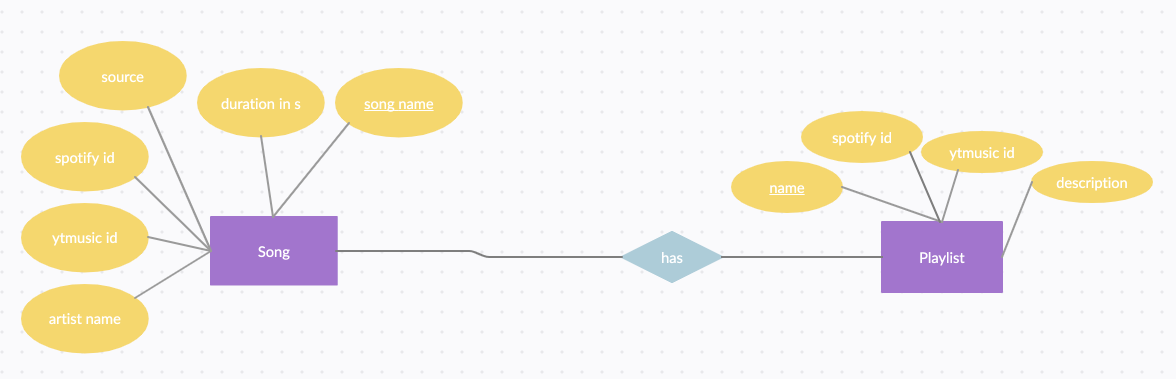 source
duration in s
song name
spotify id
ytmusic id
artist name
Song
has
name
spotify id
ytmusic id
description
Playlist